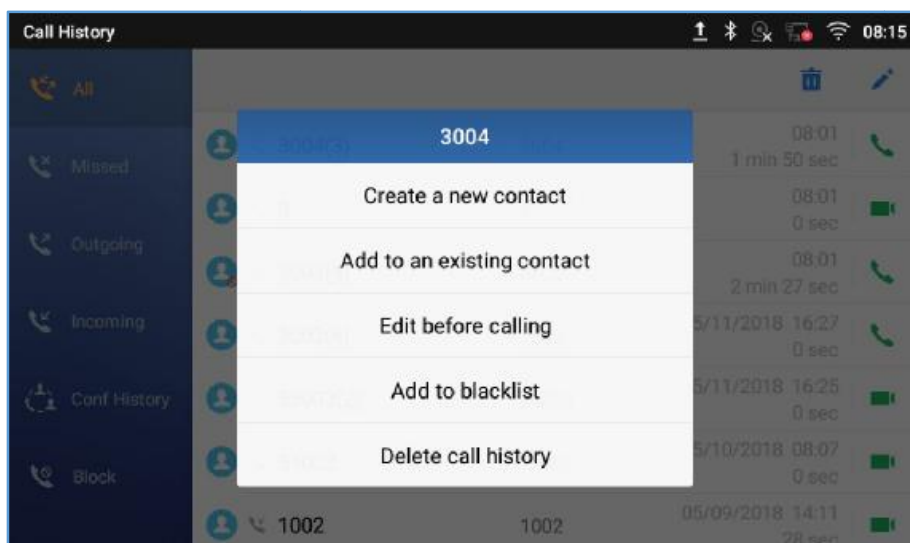 Call History 08:15
All
Missed
Outgoing
Incoming
Conf History
Block
3004
Create a new contact
Add to an existing contact
Edit before calling
Add to blacklist
Delete call history
08:01
1 min 50 sec
08:01
0 sec
08:01
2 min 27 sec
5/11/2018 16:27
0 sec
5/11/2018 16:25
0 sec
5/10/2018 08:07
0 sec
1002 1002 05/09/2018 14:11
28 sec